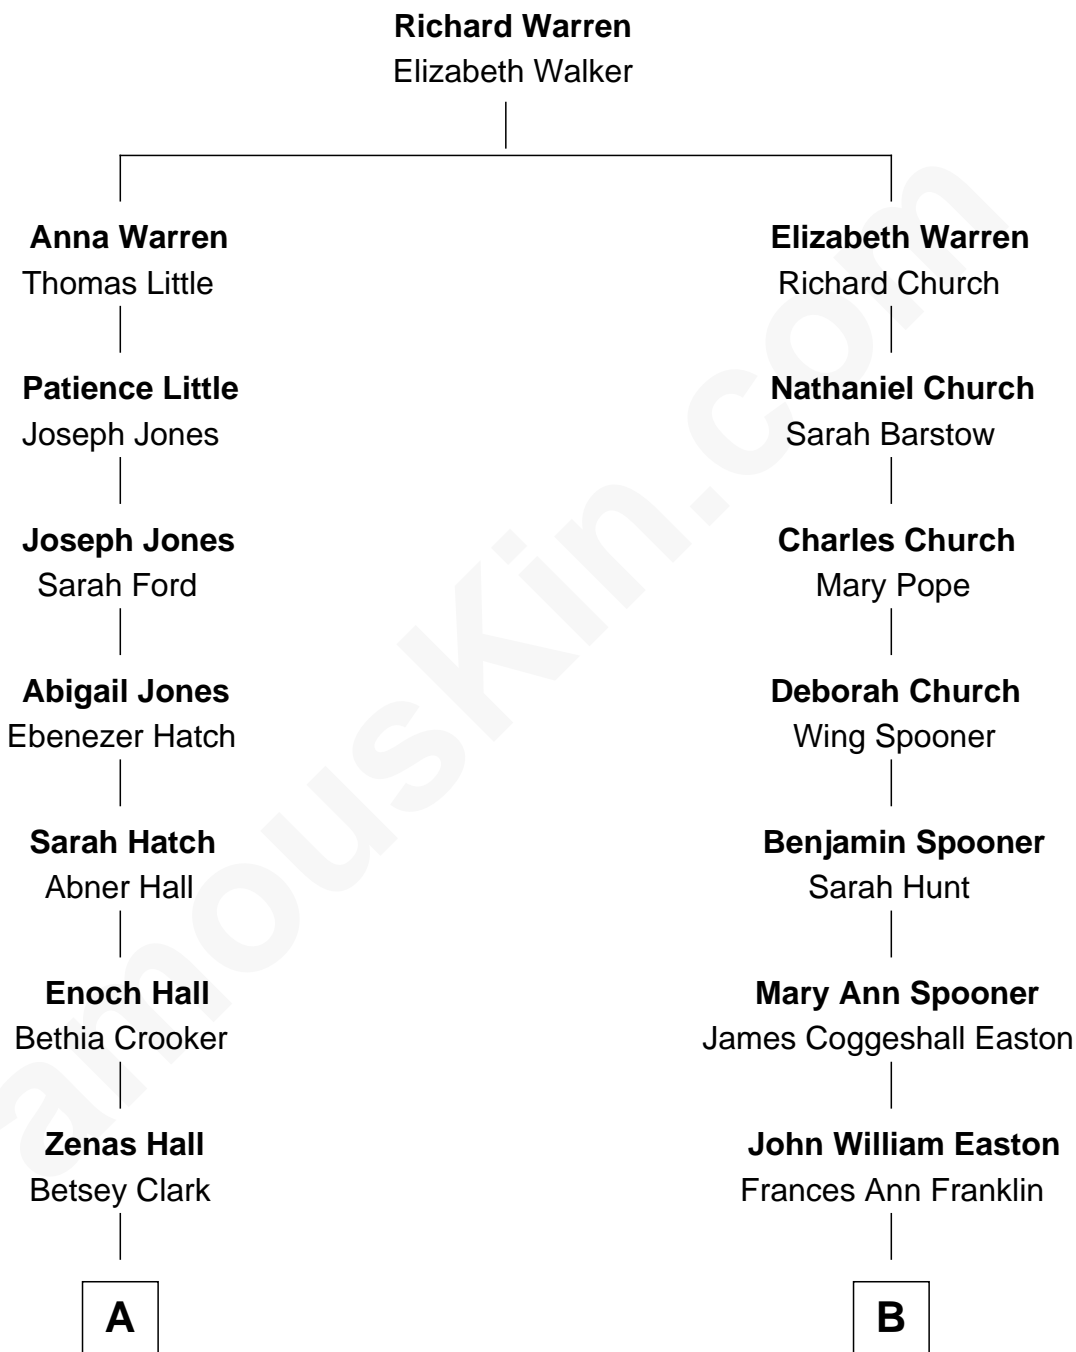 Richard Warren
Elizabeth Walker
Anna Warren
Thomas Little
Elizabeth Warren
Richard Church
Patience Little
Joseph Jones
Nathaniel Church
Sarah Barstow
Joseph Jones
Sarah Ford
Charles Church
Mary Pope
Abigail Jones
Ebenezer Hatch
Deborah Church
Wing Spooner
Sarah Hatch
Abner Hall
Benjamin Spooner
Sarah Hunt
Enoch Hall
Bethia Crooker
Mary Ann Spooner
James Coggeshall Easton
Zenas Hall
Betsey Clark
John William Easton
Frances Ann Franklin
A
B
amousKin.com